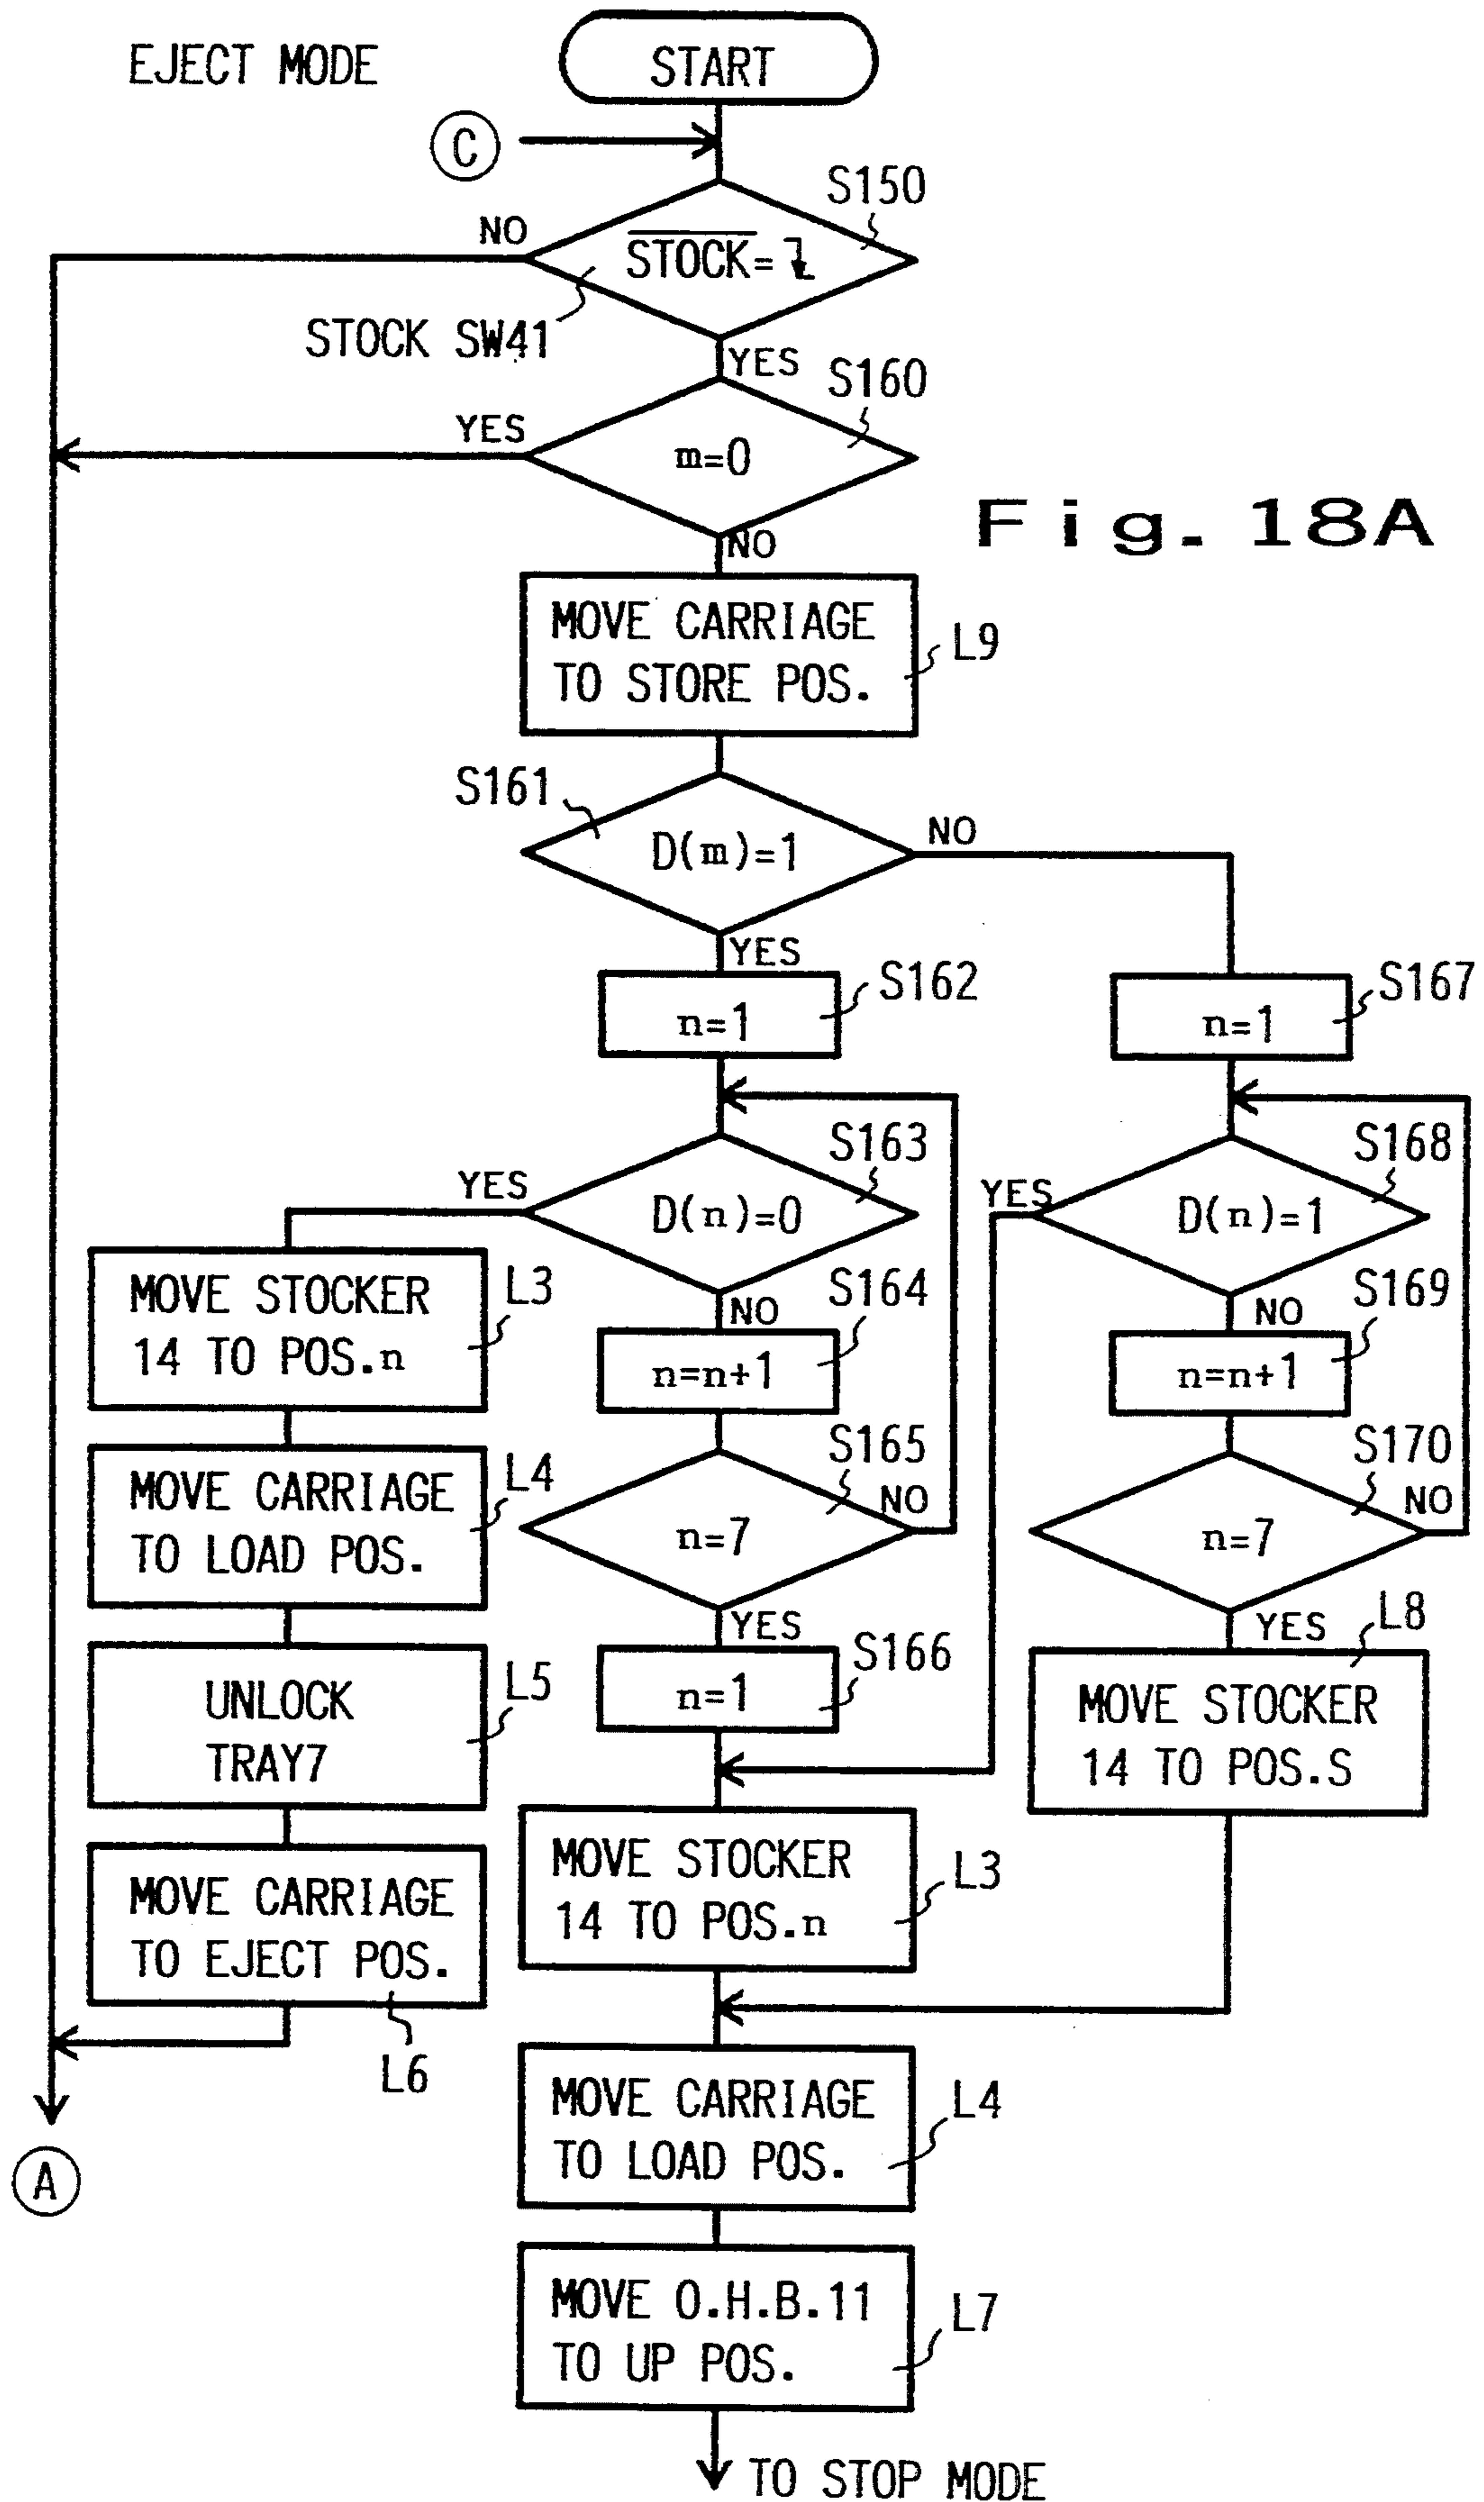 EJECT MODE
START
C
S150
NO
STOCK=
STOCK SW41
YES
S160
YES
m=0
Fig. 18A
NO
MOVE CARRIAGE
TO STORE POS.
L9
S161
D(m)=1
NO
YES
S162
n=1
S167
n=1
S163
YES
D(n)=0
S168
YES
D(n)=1
MOVE STOCKER
14 TO POS.n
L3
NO
S164
n=n+1
NO
S169
n=n+1
MOVE CARRIAGE
TO LOAD POS.
L4
S165
NO
n=7
S170
NO
n=7
YES
S166
n=1
YES
L8
MOVE STOCKER
14 TO POS.S
UNLOCK
TRAY7
L5
MOVE STOCKER
14 TO POS.n
L3
MOVE CARRIAGE
TO EJECT POS.
L6
A
MOVE CARRIAGE
TO LOAD POS.
L4
MOVE O.H.B.11
TO UP POS.
L7
TO STOP MODE